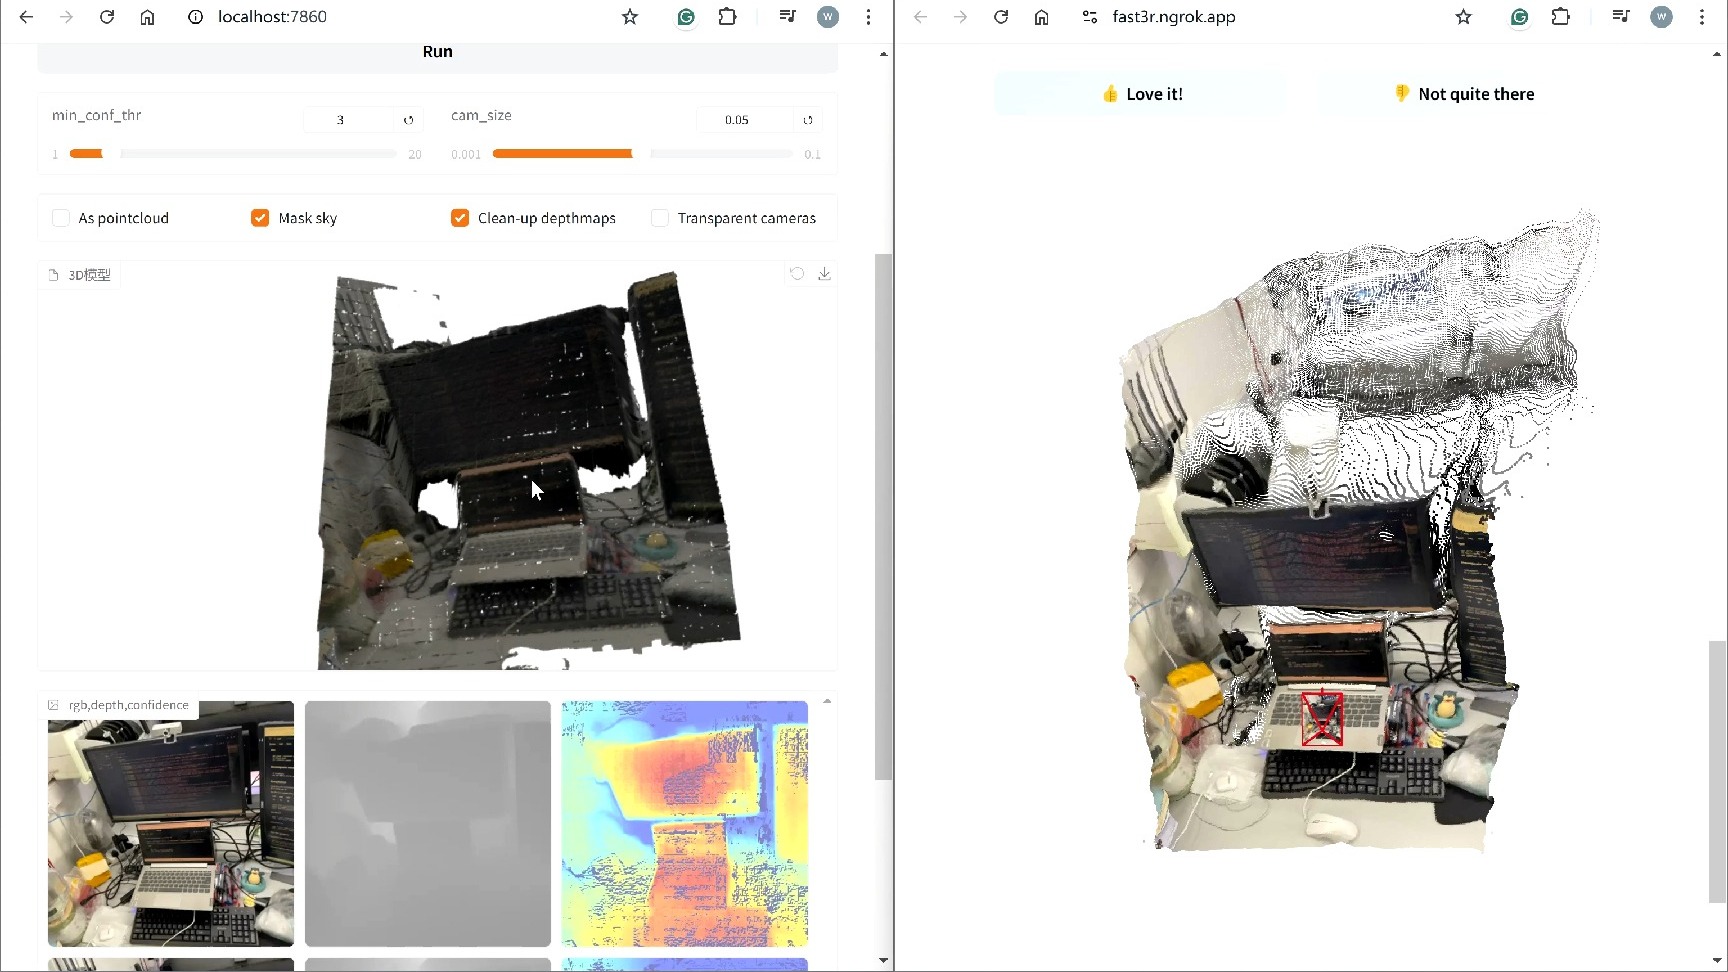 localhost:7860
W
Run
min_conf_thr
3
1
20
cam_size
0.05
0.001
0.1
As pointcloud
Mask sky
Clean-up depthmaps
Transparent cameras
3D模型
rgb,depth,confidence
fast3r.ngrok.app
W
👍 Love it!
👎 Not quite there